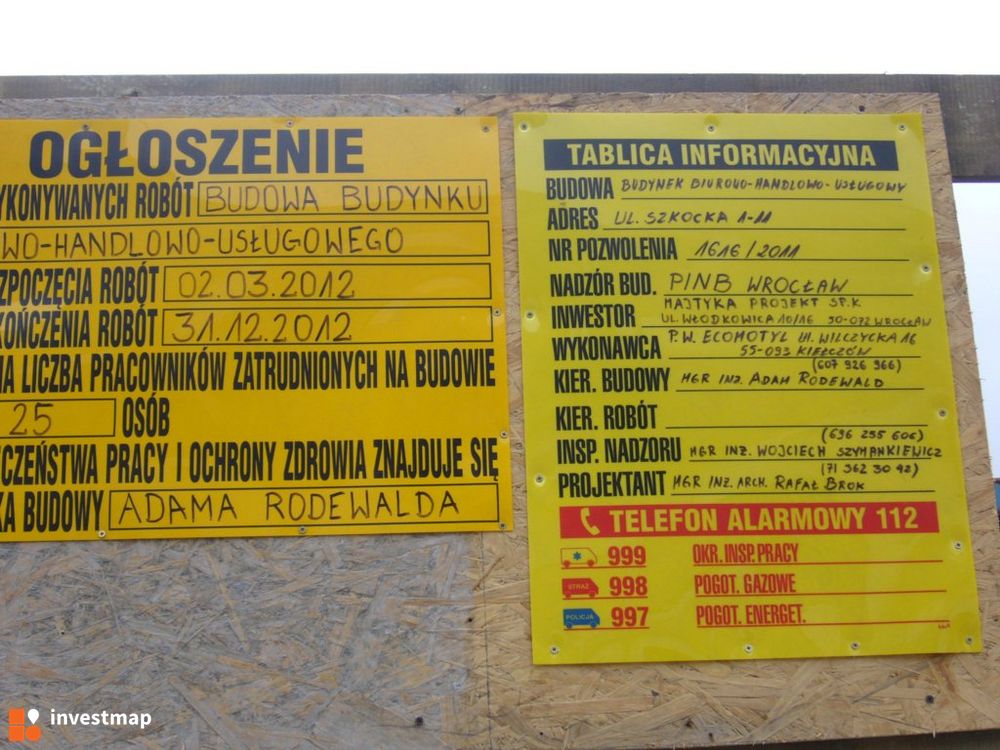 OGŁOSZENIE
YKONYWANYCH ROBÓT BUDOWA BUDYNKU
WO-HANDLOWO-USŁUGOWEGO
ZPOCZĘCIA ROBÓT 02.03.2012
KOŃCZENIA ROBÓT 31.12.2012
NA LICZBA PRACOWNIKÓW ZATRUDNIONYCH NA BUDOWIE
25 OSÓB
CZEŃSTWA PRACY I OCHRONY ZDROWIA ZNAJDUJE SIĘ
KA BUDOWY ADAMA RODEWALDA
TABLICA INFORMACYJNA
BUDOWA BUDYNEK BIUROWO-HANDLOWO-USŁUGOWY
ADRES UL. SZKOCKA 1-11
NR POZWOLENIA 1616/2011
NADZÓR BUD. PINB WROCŁAW
INWESTOR MAJTYKA PROJEKT SP.K
UL. WŁODKOWICA 10/16 50-072 WROCŁAW
WYKONAWCA P.W. ECOMOTYL Ul. WILCZYCKA 16
55-093 KIEŁCZÓW
(607 926 966)
KIER. BUDOWY MGR INŻ. ADAM RODEWALD
KIER. ROBÓT
(696 255 606)
INSP. NADZORU MGR INŻ. WOJCIECH SZYMANKIEWICZ
(71 362 30 92)
PROJEKTANT MGR INŻ. ARCH. RAFAŁ BROK
TELEFON ALARMOWY 112
999 OKR. INSP. PRACY
STRAŻ 998 POGOT. GAZOWE
POLICJA 997 POGOT. ENERGET.
investmap